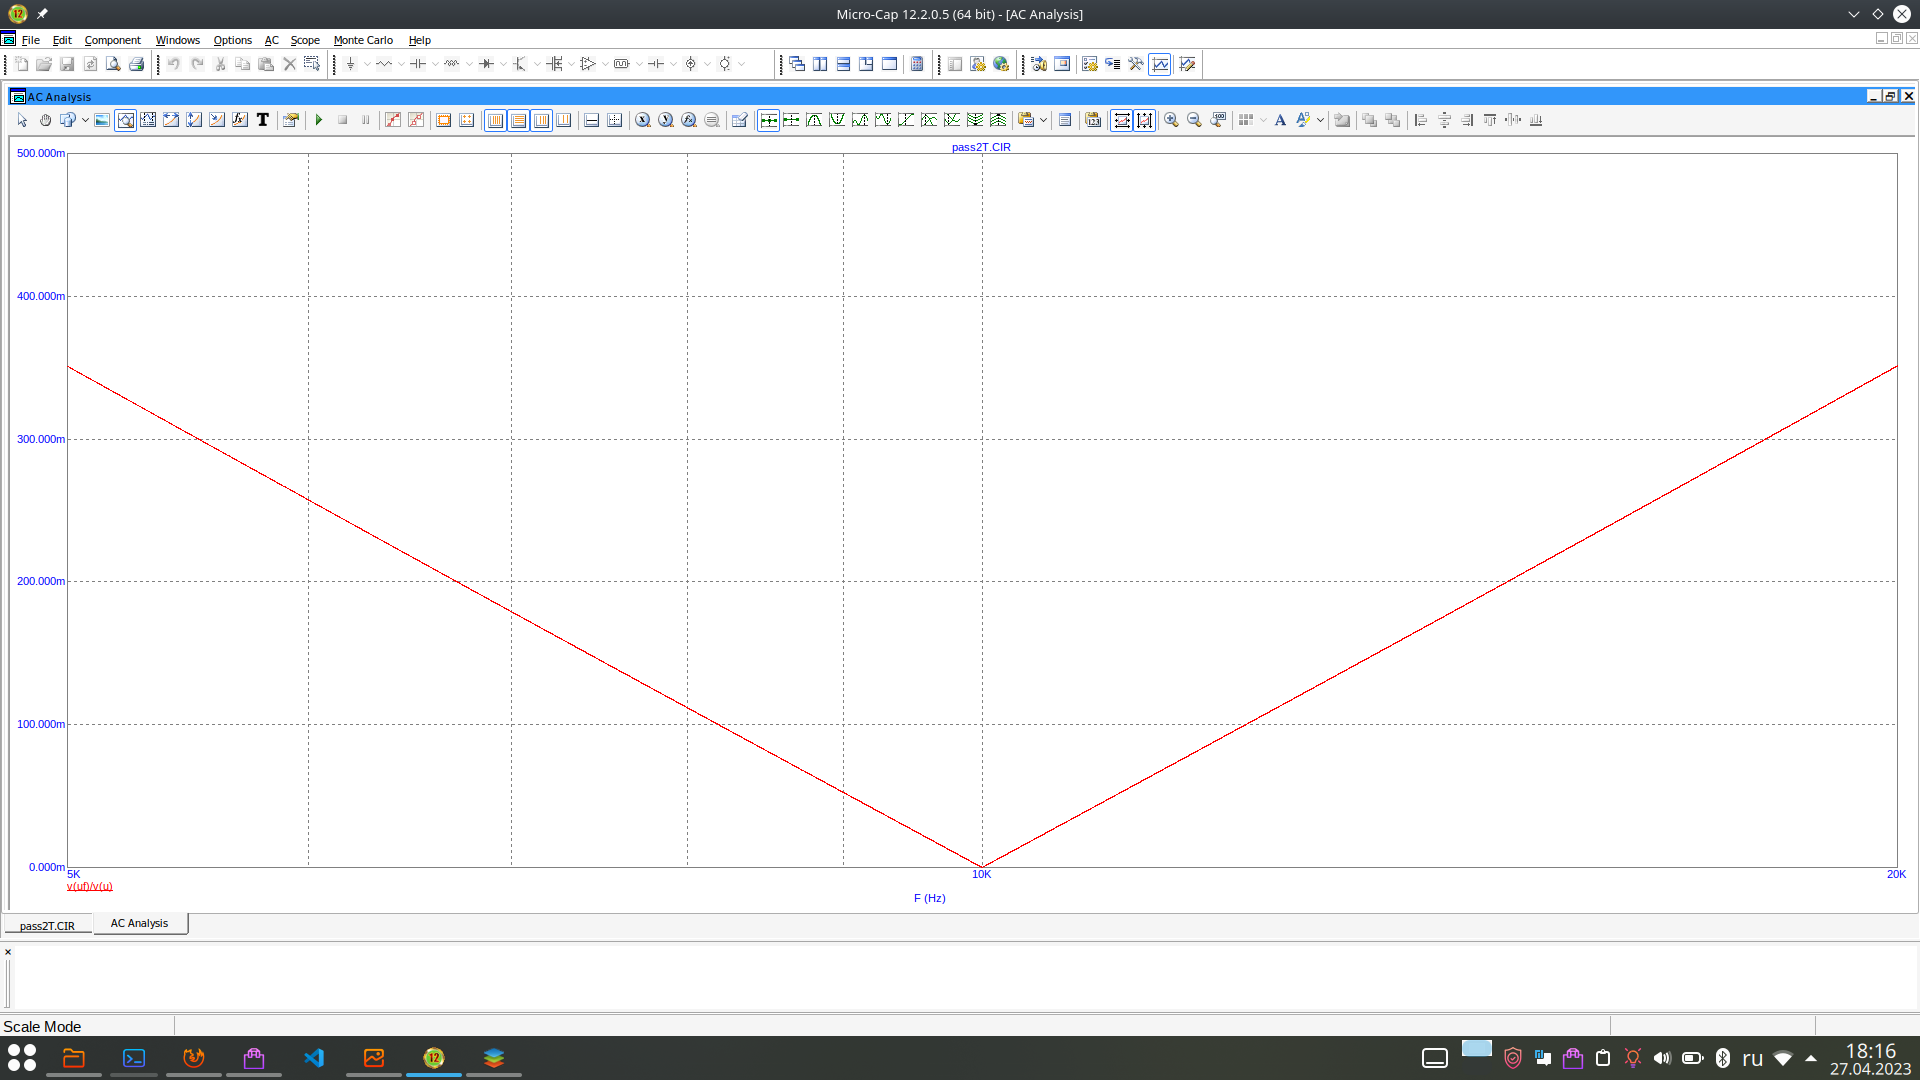 Micro-Cap 12.2.0.5 (64 bit) - [AC Analysis]
File Edit Component Windows Options AC Scope Monte Carlo Help
AC Analysis
pass2T.CIR
500.000m
400.000m
300.000m
200.000m
100.000m
0.000m
5K 10K 20K
v(uf)/v(u)
F (Hz)
pass2T.CIR AC Analysis
Scale Mode
12
ru
18:16
27.04.2023